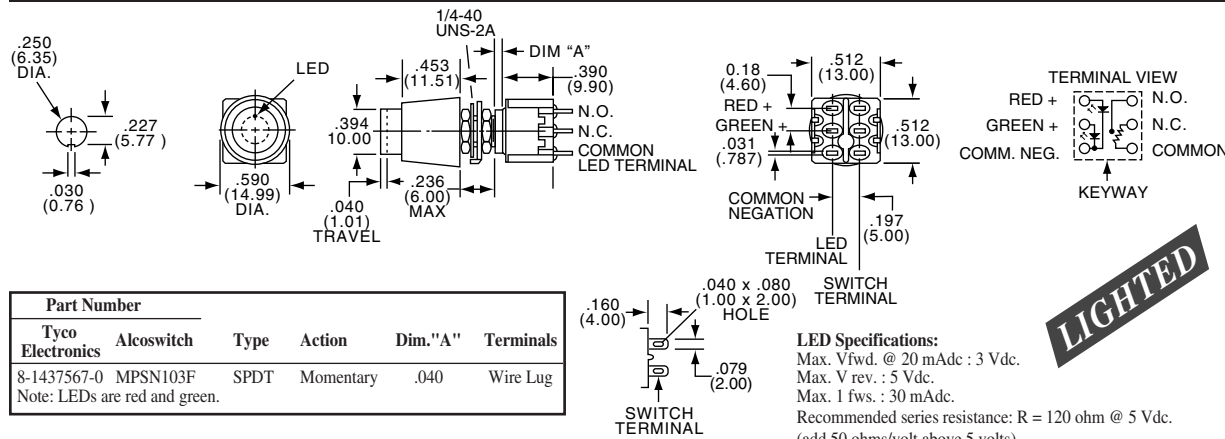 .250
(6.35)
DIA.
.227
(5.77 )
.030
(0.76 )
LED
.590
(14.99)
DIA.
1/4-40
UNS-2A
DIM "A"
.453
(11.51)
.390
(9.90)
.394
10.00
N.O.
N.C.
COMMON
LED TERMINAL
.236
(6.00)
MAX
.040
(1.01)
TRAVEL
0.18
(4.60)
.512
(13.00)
RED +
GREEN +
.031
(.787)
.512
(13.00)
COMMON
NEGATION
.197
(5.00)
LED
TERMINAL
SWITCH
TERMINAL
TERMINAL VIEW
RED +
N.O.
GREEN +
N.C.
COMM. NEG.
COMMON
KEYWAY
LIGHTED
Part Number
Tyco Electronics Alcoswitch Type Action Dim."A" Terminals
8-1437567-0 MPSN103F SPDT Momentary .040 Wire Lug
Note: LEDs are red and green.
.160
(4.00)
.040 x .080
(1.00 x 2.00)
HOLE
.079
(2.00)
SWITCH
TERMINAL
LED Specifications:
Max. Vfwd. @ 20 mAdc : 3 Vdc.
Max. V rev. : 5 Vdc.
Max. 1 fws. : 30 mAdc.
Recommended series resistance: R = 120 ohm @ 5 Vdc.
(add 50 ohms/volt above 5 volts)